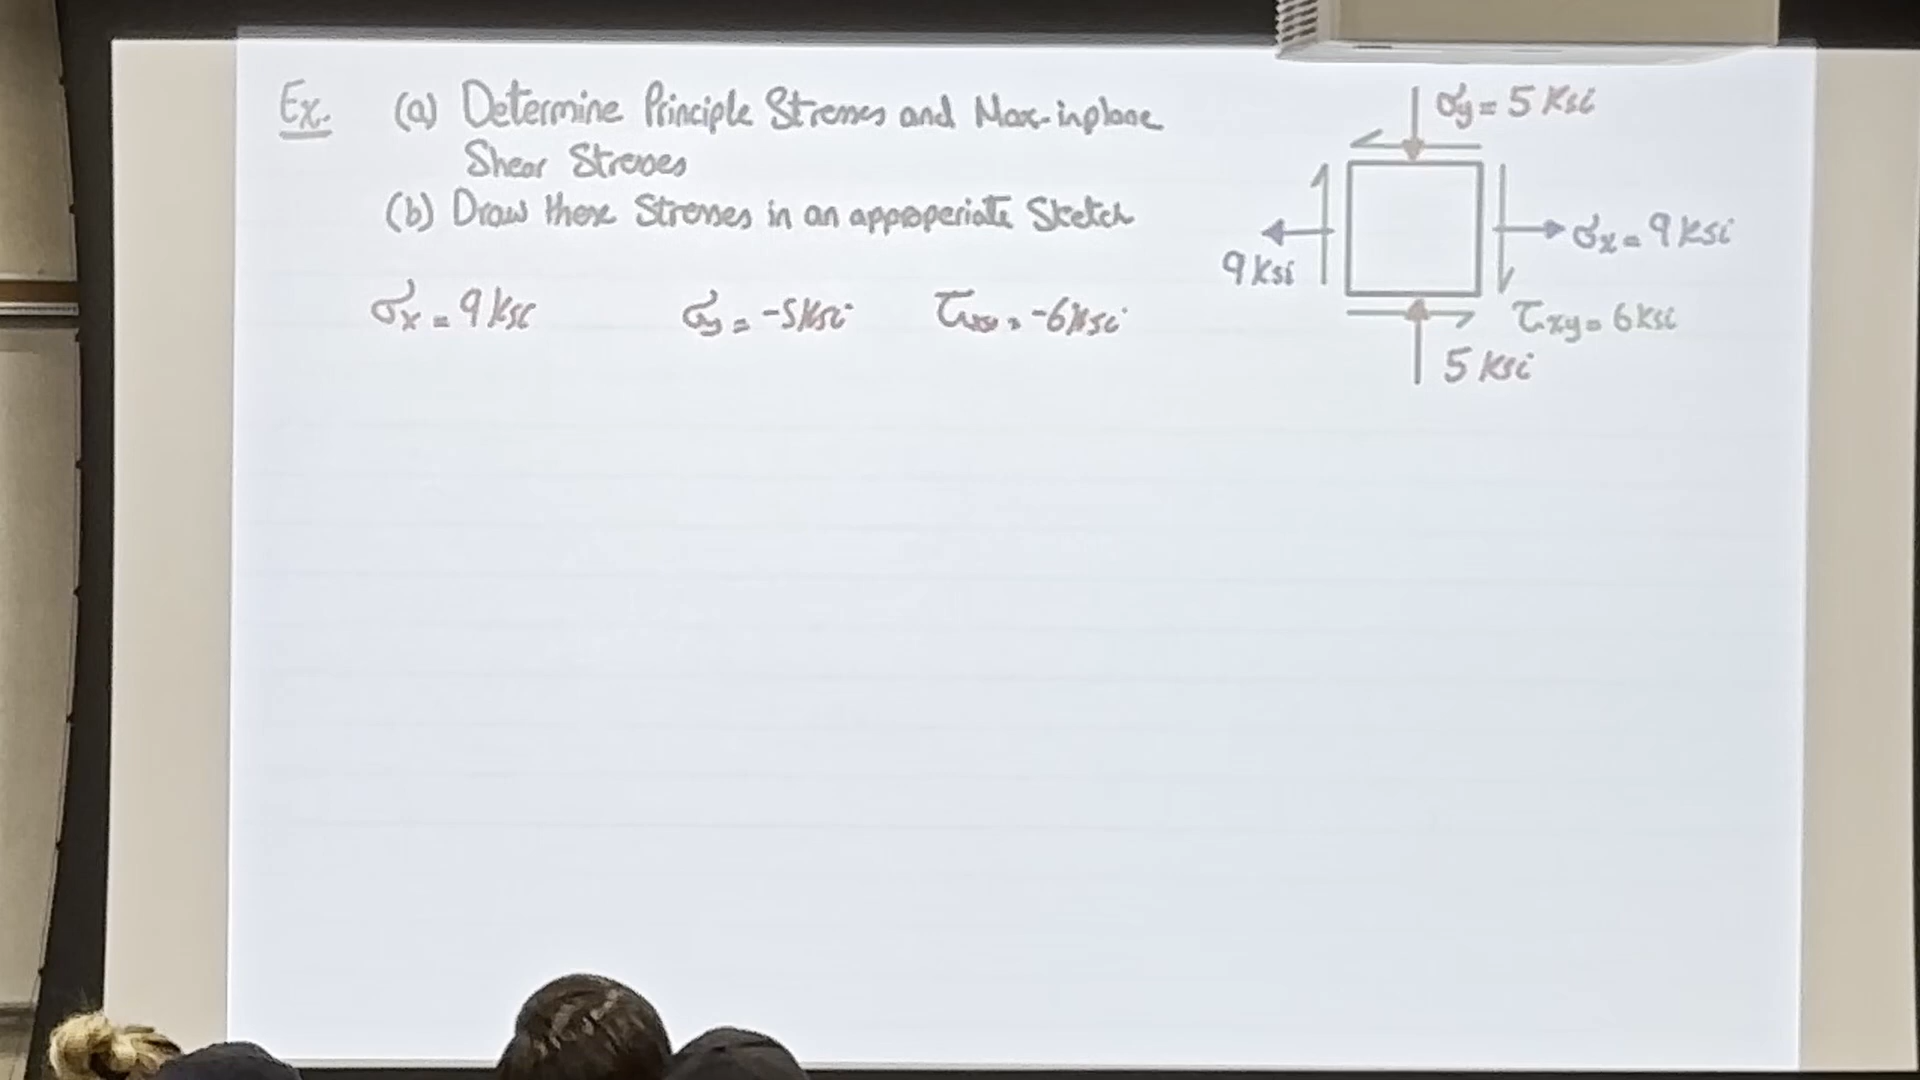 Ex. (a) Determine Principle Stresses and Max-inplane
Shear Stresses
(b) Draw these Stresses in an approperiate Sketch
σx = 9 ksi σy = -5 ksi τxy = -6 ksi
σy = 5 ksi
9 ksi
σx = 9 ksi
τxy = 6 ksi
5 ksi